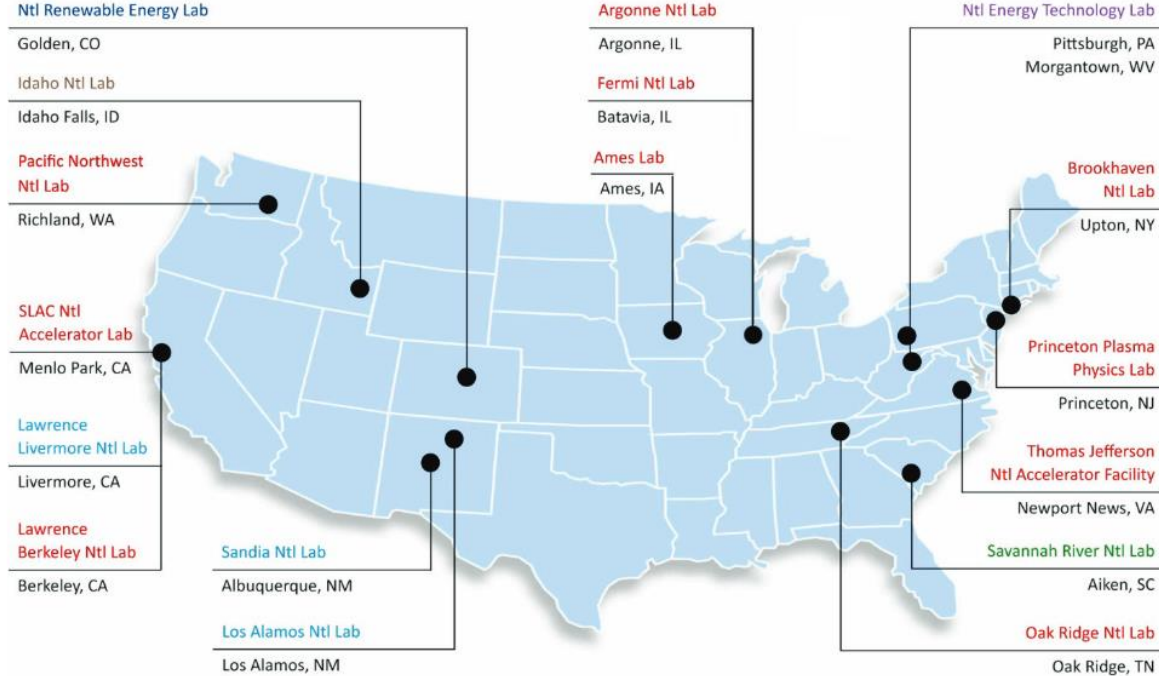 Ntl Renewable Energy Lab
Golden, CO
Idaho Ntl Lab
Idaho Falls, ID
Pacific Northwest
Ntl Lab
Richland, WA
SLAC Ntl
Accelerator Lab
Menlo Park, CA
Lawrence
Livermore Ntl Lab
Livermore, CA
Lawrence
Berkeley Ntl Lab
Berkeley, CA
Sandia Ntl Lab
Albuquerque, NM
Los Alamos Ntl Lab
Los Alamos, NM
Argonne Ntl Lab
Argonne, IL
Fermi Ntl Lab
Batavia, IL
Ames Lab
Ames, IA
Ntl Energy Technology Lab
Pittsburgh, PA
Morgantown, WV
Brookhaven
Ntl Lab
Upton, NY
Princeton Plasma
Physics Lab
Princeton, NJ
Thomas Jefferson
Ntl Accelerator Facility
Newport News, VA
Savannah River Ntl Lab
Aiken, SC
Oak Ridge Ntl Lab
Oak Ridge, TN